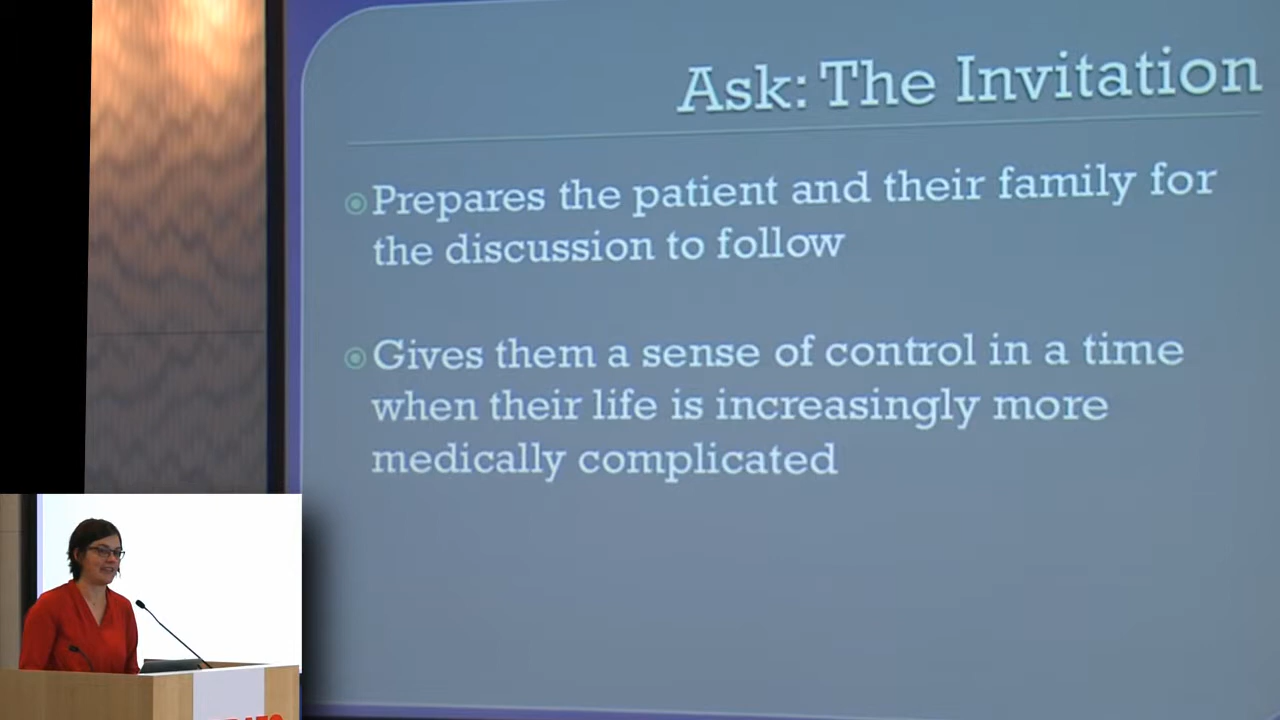 Ask: The Invitation
Prepares the patient and their family for
the discussion to follow
Gives them a sense of control in a time
when their life is increasingly more
medically complicated